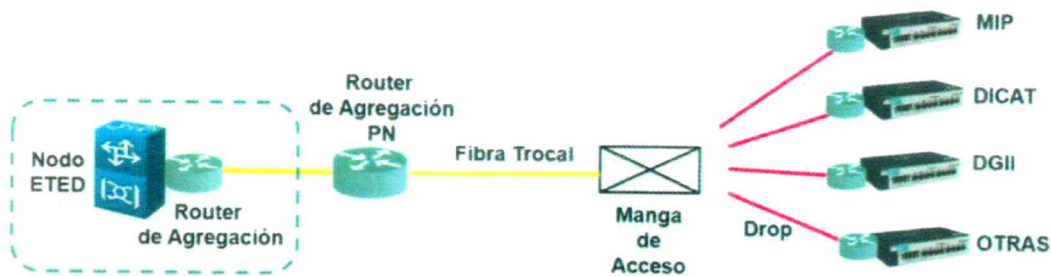 MIP
Router
de Agregación
PN
DICAT
Nodo
ETED
Fibra Trocal
DGII
Router
de Agregación
Manga
de
Acceso
Drop
OTRAS